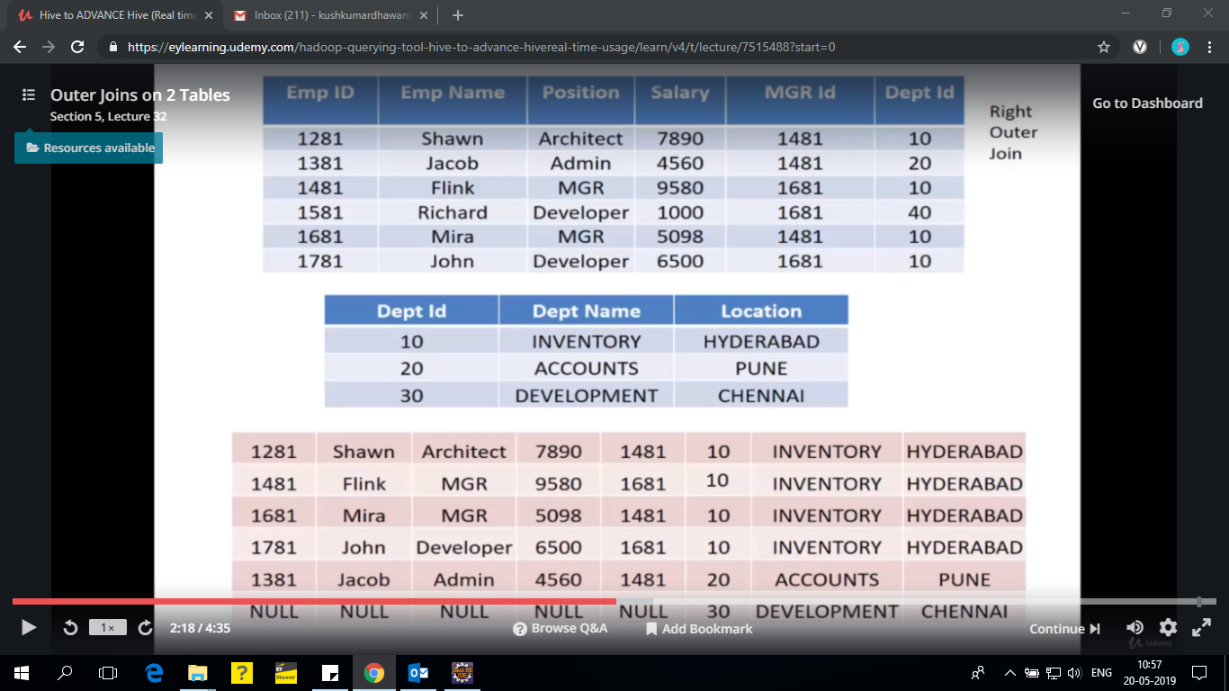 Hive to ADVANCE Hive (Real time
Inbox (211) - kushkumardhawan
https://eylearning.udemy.com/hadoop-querying-tool-hive-to-advance-hivereal-time-usage/learn/v4/t/lecture/7515488?start=0
Outer Joins on 2 Tables
Section 5, Lecture 32
Resources available
Go to Dashboard
Emp ID Emp Name Position Salary MGR Id Dept Id
1281 Shawn Architect 7890 1481 10
1381 Jacob Admin 4560 1481 20
1481 Flink MGR 9580 1681 10
1581 Richard Developer 1000 1681 40
1681 Mira MGR 5098 1481 10
1781 John Developer 6500 1681 10
Right
Outer
Join
Dept Id Dept Name Location
10 INVENTORY HYDERABAD
20 ACCOUNTS PUNE
30 DEVELOPMENT CHENNAI
1281 Shawn Architect 7890 1481 10 INVENTORY HYDERABAD
1481 Flink MGR 9580 1681 10 INVENTORY HYDERABAD
1681 Mira MGR 5098 1481 10 INVENTORY HYDERABAD
1781 John Developer 6500 1681 10 INVENTORY HYDERABAD
1381 Jacob Admin 4560 1481 20 ACCOUNTS PUNE
NULL NULL NULL NULL NULL 30 DEVELOPMENT CHENNAI
1x 2:18 / 4:35 Browse Q&A Add Bookmark Continue
Udemy
ENG
10:57
20-05-2019